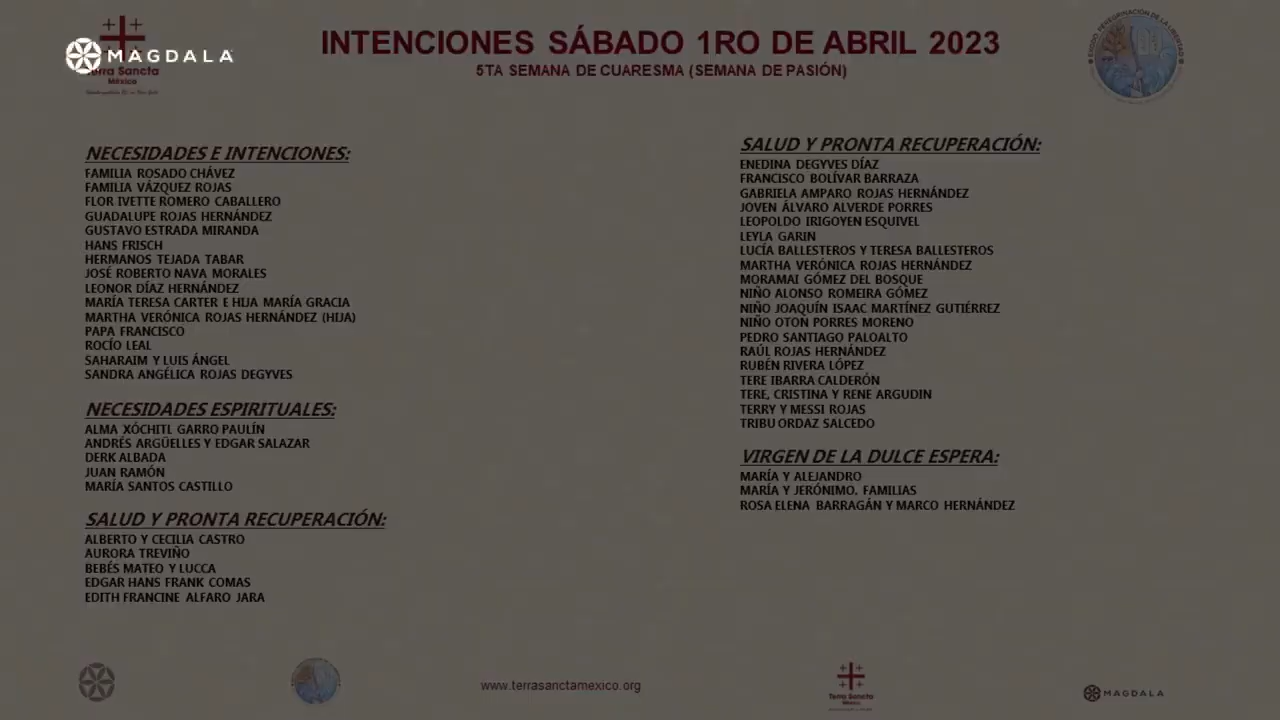 MAGDALA
Terra Sancta
México
INTENCIONES SÁBADO 1RO DE ABRIL 2023
5TA SEMANA DE CUARESMA (SEMANA DE PASIÓN)
NECESIDADES E INTENCIONES:
FAMILIA ROSADO CHÁVEZ
FAMILIA VÁZQUEZ ROJAS
FLOR IVETTE ROMERO CABALLERO
GUADALUPE ROJAS HERNÁNDEZ
GUSTAVO ESTRADA MIRANDA
HANS FRISCH
HERMANOS TEJADA TABAR
JOSÉ ROBERTO NAVA MORALES
LEONOR DÍAZ HERNÁNDEZ
MARÍA TERESA CARTER E HIJA MARÍA GRACIA
MARTHA VERÓNICA ROJAS HERNÁNDEZ (HIJA)
PAPA FRANCISCO
ROCÍO LEAL
SAHARAIM Y LUIS ÁNGEL
SANDRA ANGÉLICA ROJAS DEGYVES
NECESIDADES ESPIRITUALES:
ALMA XÓCHITL GARRO PAULÍN
ANDRÉS ARGÜELLES Y EDGAR SALAZAR
DERK ALBADA
JUAN RAMÓN
MARÍA SANTOS CASTILLO
SALUD Y PRONTA RECUPERACIÓN:
ALBERTO Y CECILIA CASTRO
AURORA TREVIÑO
BEBÉS MATEO Y LUCCA
EDGAR HANS FRANK COMAS
EDITH FRANCINE ALFARO JARA
SALUD Y PRONTA RECUPERACIÓN:
ENEDINA DEGYVES DÍAZ
FRANCISCO BOLÍVAR BARRAZA
GABRIELA AMPARO ROJAS HERNÁNDEZ
JOVEN ÁLVARO ALVERDE PORRES
LEOPOLDO IRIGOYEN ESQUIVEL
LEYLA GARIN
LUCÍA BALLESTEROS Y TERESA BALLESTEROS
MARTHA VERÓNICA ROJAS HERNÁNDEZ
MORAMAI GÓMEZ DEL BOSQUE
NIÑO ALONSO ROMEIRA GÓMEZ
NIÑO JOAQUÍN ISAAC MARTÍNEZ GUTIÉRREZ
NIÑO OTON PORRES MORENO
PEDRO SANTIAGO PALOALTO
RAÚL ROJAS HERNÁNDEZ
RUBÉN RIVERA LÓPEZ
TERE IBARRA CALDERÓN
TERE, CRISTINA Y RENE ARGUDIN
TERRY Y MESSI ROJAS
TRIBU ORDAZ SALCEDO
VIRGEN DE LA DULCE ESPERA:
MARÍA Y ALEJANDRO
MARÍA Y JERÓNIMO. FAMILIAS
ROSA ELENA BARRAGÁN Y MARCO HERNÁNDEZ
www.terrasanctamexico.org
Terra Sancta
México
MAGDALA